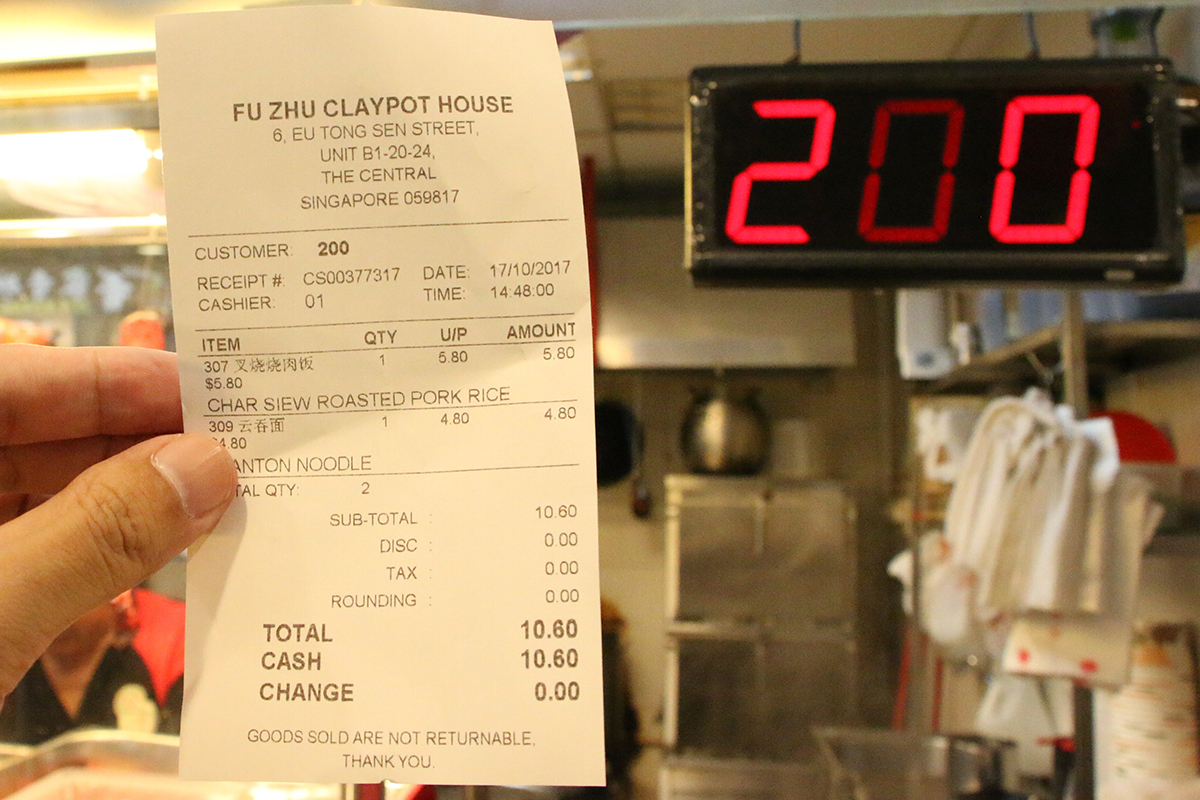 FU ZHU CLAYPOT HOUSE
6, EU TONG SEN STREET,
UNIT B1-20-24,
THE CENTRAL
SINGAPORE 059817
CUSTOMER: 200
RECEIPT #: CS00377317 DATE: 17/10/2017
CASHIER: 01 TIME: 14:48:00
ITEM QTY U/P AMOUNT
307 叉烧烧肉饭 1 5.80 5.80
$5.80
CHAR SIEW ROASTED PORK RICE
309 云吞面 1 4.80 4.80
4.80
ANTON NOODLE
TAL QTY: 2
SUB-TOTAL : 10.60
DISC : 0.00
TAX : 0.00
ROUNDING : 0.00
TOTAL 10.60
CASH 10.60
CHANGE 0.00
GOODS SOLD ARE NOT RETURNABLE,
THANK YOU.
200